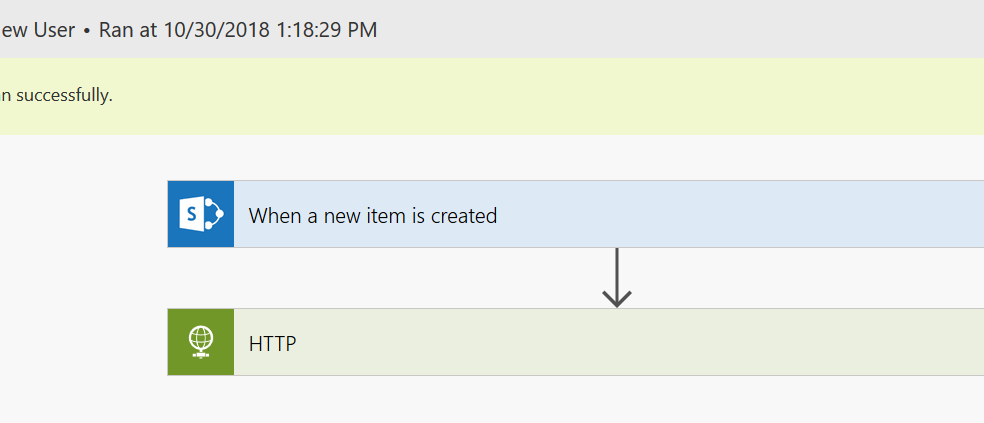 ew User • Ran at 10/30/2018 1:18:29 PM
n successfully.
S
When a new item is created
HTTP